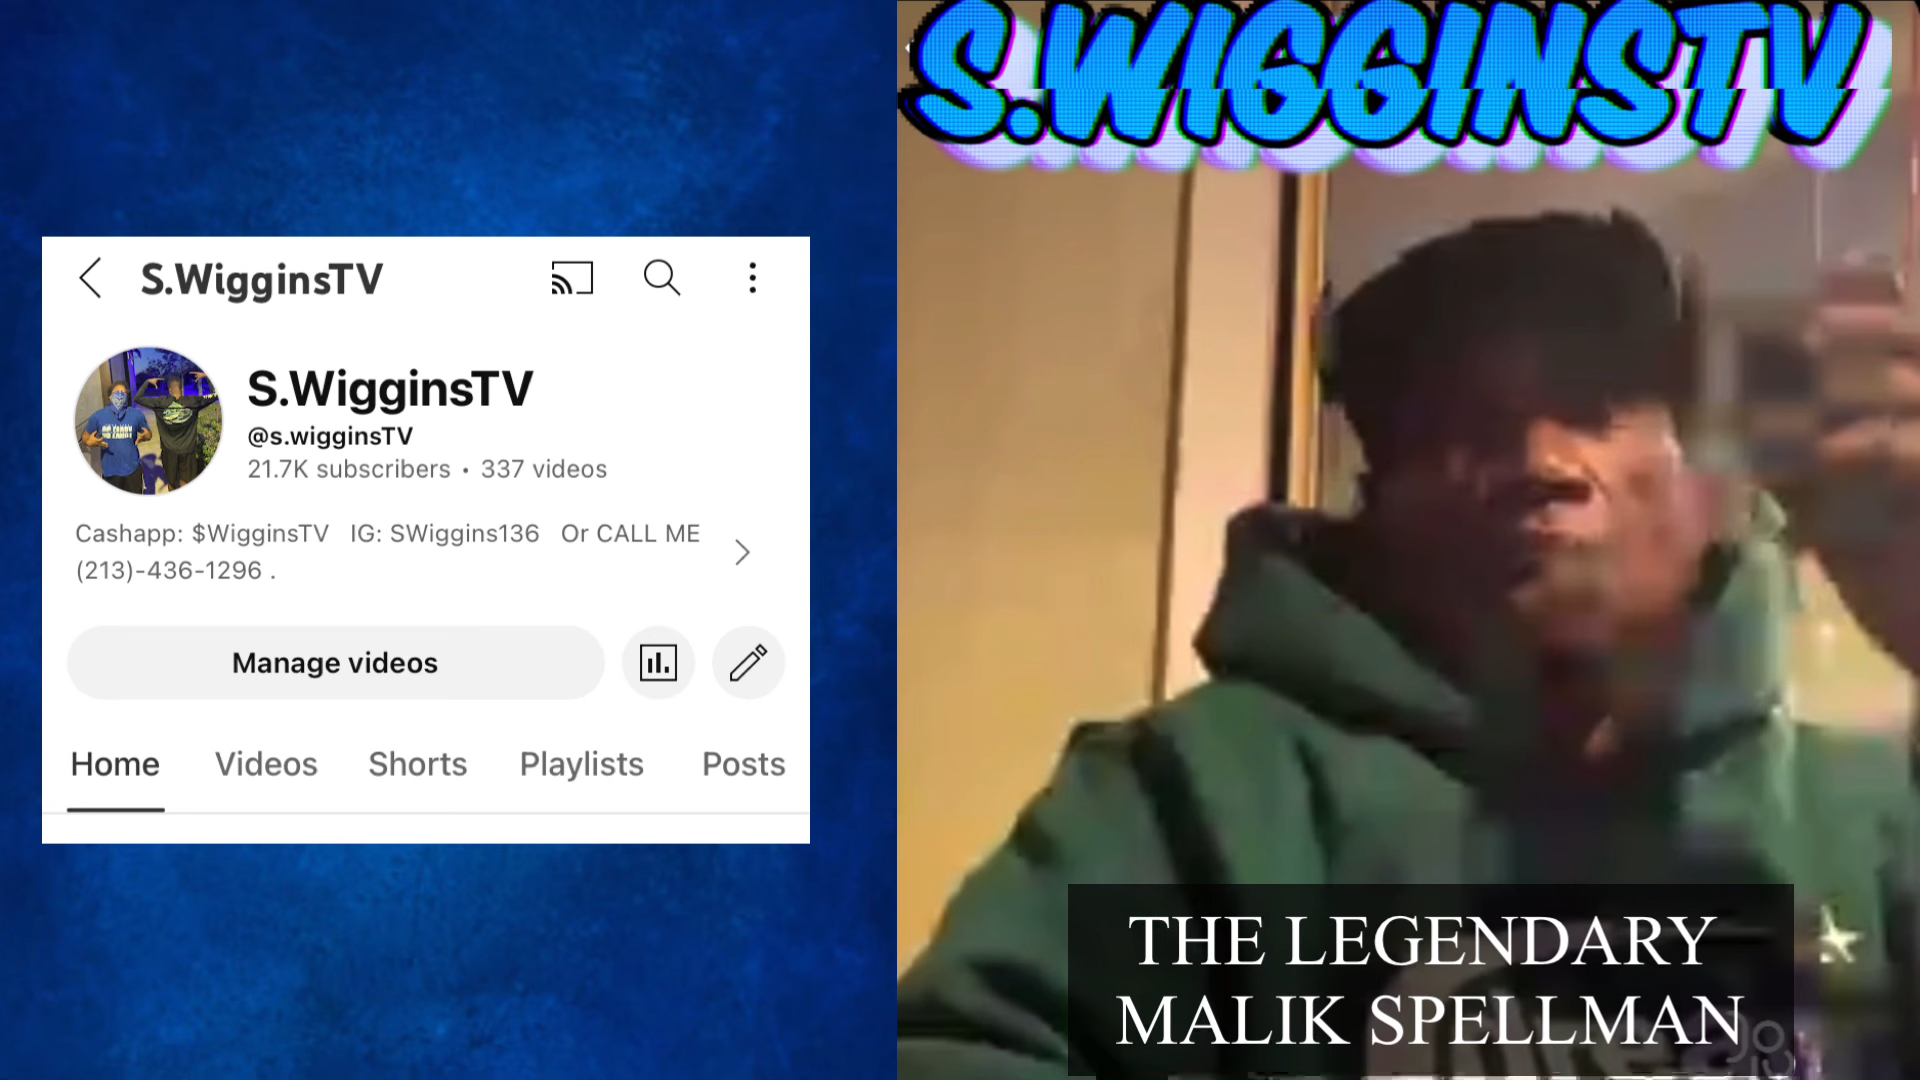 S.WigginsTV
S.WigginsTV
@s.wigginsTV
21.7K subscribers • 337 videos
Cashapp: $WigginsTV IG: SWiggins136 Or CALL ME
(213)-436-1296 .
Manage videos
Home Videos Shorts Playlists Posts
S.WIGGINSTV
THE LEGENDARY
MALIK SPELLMAN